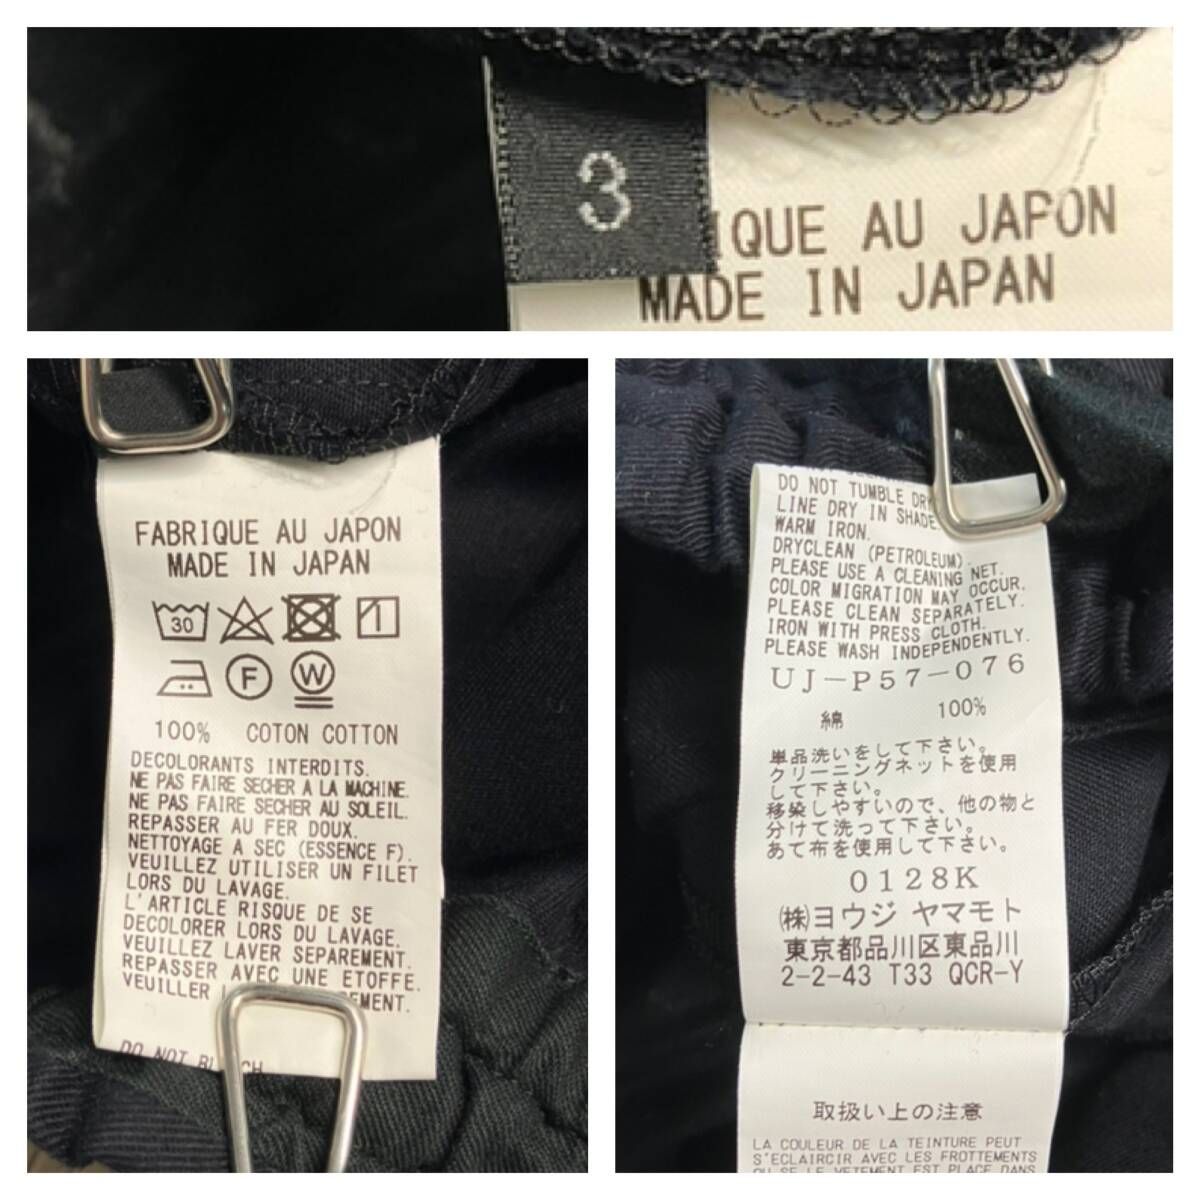 3
IQUE AU JAPON
MADE IN JAPAN
FABRIQUE AU JAPON
MADE IN JAPAN
30
1
F
W
100% COTON COTTON
DECOLORANTS INTERDITS.
NE PAS FAIRE SECHER A LA MACHINE.
NE PAS FAIRE SECHER AU SOLEIL.
REPASSER AU FER DOUX.
NETTOYAGE A SEC (ESSENCE F).
VEUILLEZ UTILISER UN FILET
LORS DU LAVAGE.
L'ARTICLE RISQUE DE SE
DECOLORER LORS DU LAVAGE.
VEUILLEZ LAVER SEPAREMENT.
REPASSER AVEC UNE ETOFFE.
VEUILLER
DO NOT
DO NOT TUMBLE
LINE DRY IN SHADE.
WARM IRON.
DRYCLEAN (PETROLEUM).
PLEASE USE A CLEANING NET.
COLOR MIGRATION MAY OCCUR.
PLEASE CLEAN SEPARATELY.
IRON WITH PRESS CLOTH.
PLEASE WASH INDEPENDENTLY.
UJ-P57-076
綿 100%
単品洗いをして下さい。
クリーニングネットを使用
して下さい。
移染しやすいので、他の物と
分けて洗って下さい。
あて布を使用して下さい。
0128K
㈱ヨウジ ヤマモト
東京都品川区東品川
2-2-43 T33 QCR-Y
取扱い上の注意
LA COULEUR DE LA TEINTURE PEUT
S'ECLAIRCIR AVEC LES FROTTEMENTS
OU SE LE VETEMENT EST PLACE DANS